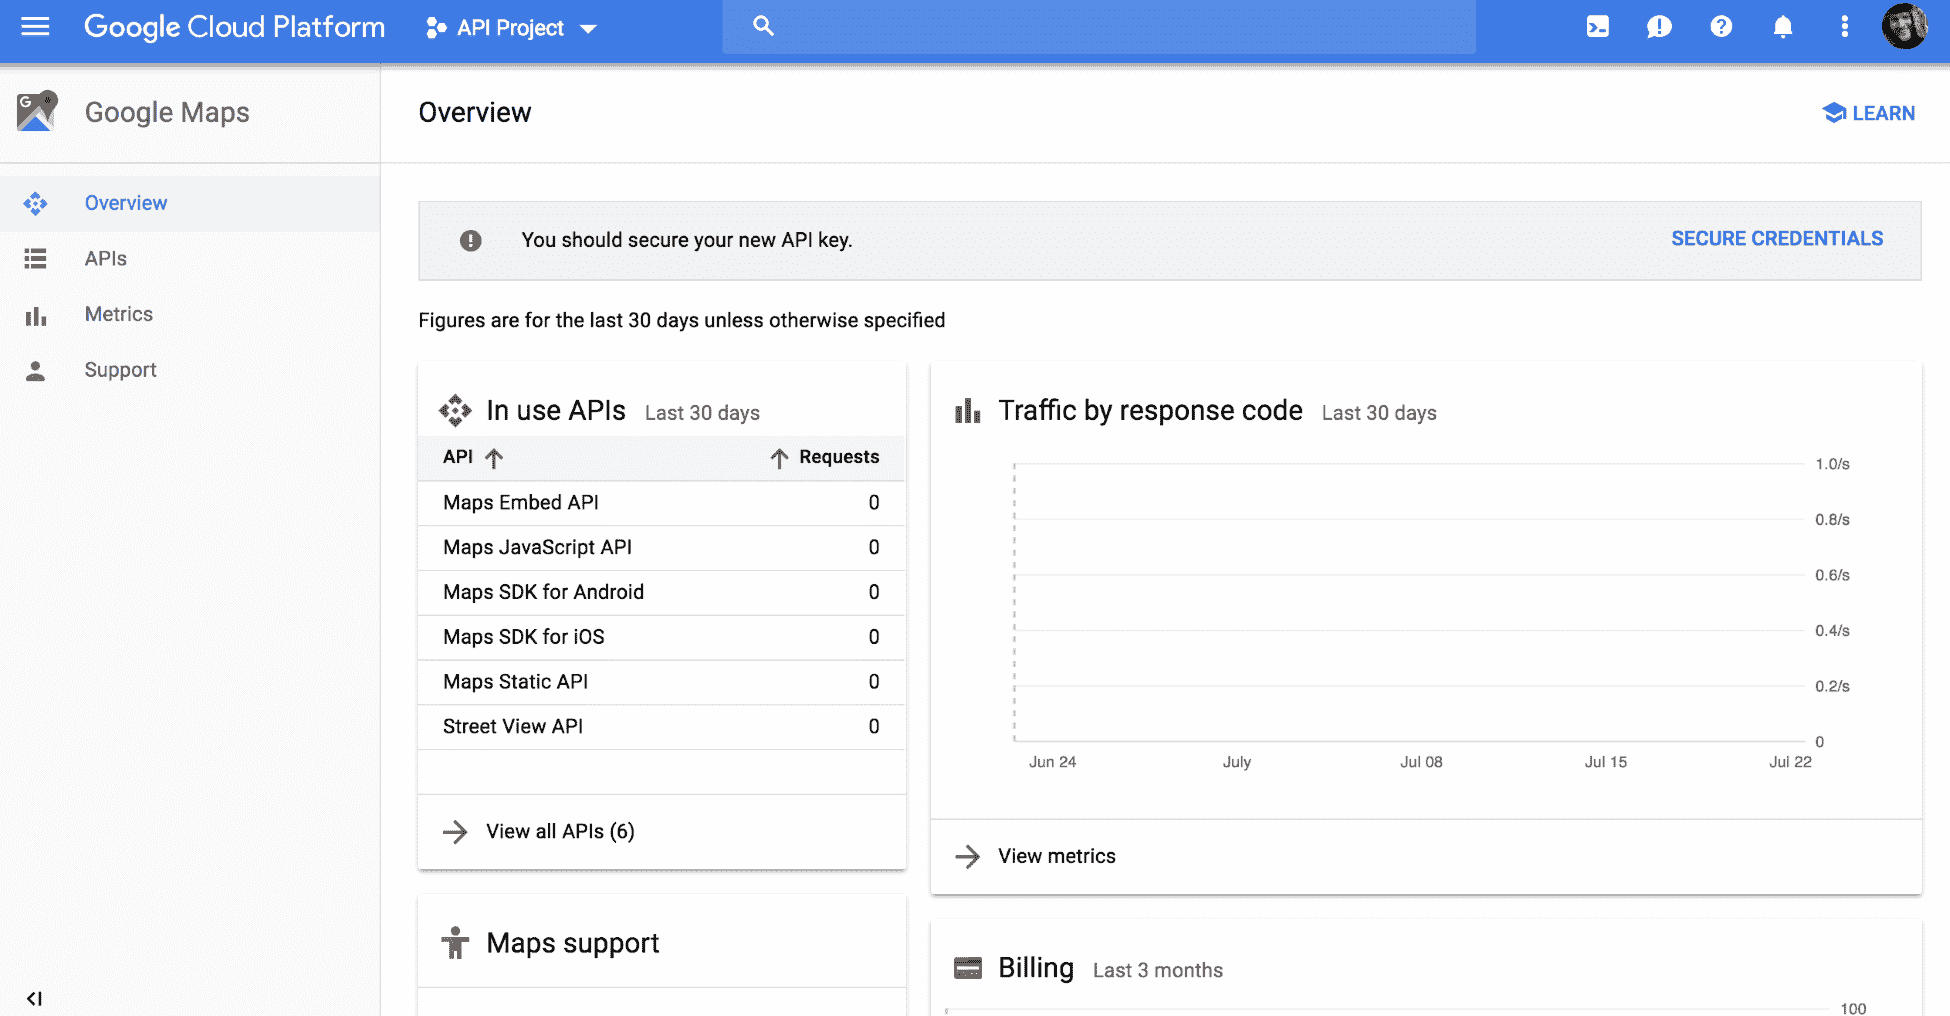 Google Cloud Platform
API Project
Google Maps
Overview
LEARN
Overview
APIs
Metrics
Support
You should secure your new API key.
SECURE CREDENTIALS
Figures are for the last 30 days unless otherwise specified
In use APIs Last 30 days
API Requests
Maps Embed API 0
Maps JavaScript API 0
Maps SDK for Android 0
Maps SDK for iOS 0
Maps Static API 0
Street View API 0
View all APIs (6)
Traffic by response code Last 30 days
1.0/s
0.8/s
0.6/s
0.4/s
0.2/s
0
Jun 24 July Jul 08 Jul 15 Jul 22
View metrics
Maps support
Billing Last 3 months
100